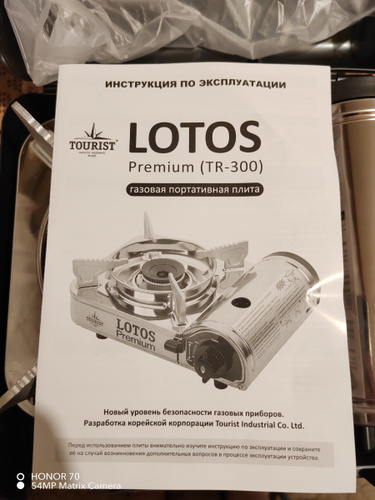 ИНСТРУКЦИЯ ПО ЭКСПЛУАТАЦИИ
TOURIST
LOTOS
Premium (TR-300)
газовая портативная плита
TOURIST
LOTOS
Premium
Новый уровень безопасности газовых приборов.
Разработка корейской корпорации Tourist Industrial Co. Ltd.
Перед использованием плиты внимательно изучите инструкцию по эксплуатации и сохраните
её на случай возникновения дополнительных вопросов в процессе эксплуатации устройства.
HONOR 70
54MP Matrix Camera